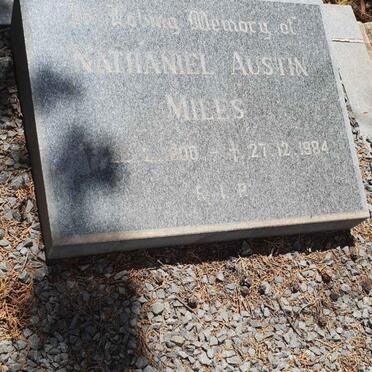 In Loving Memory of
NATHANIEL AUSTIN
MILES
– † 27.12.1984
R.I.P.